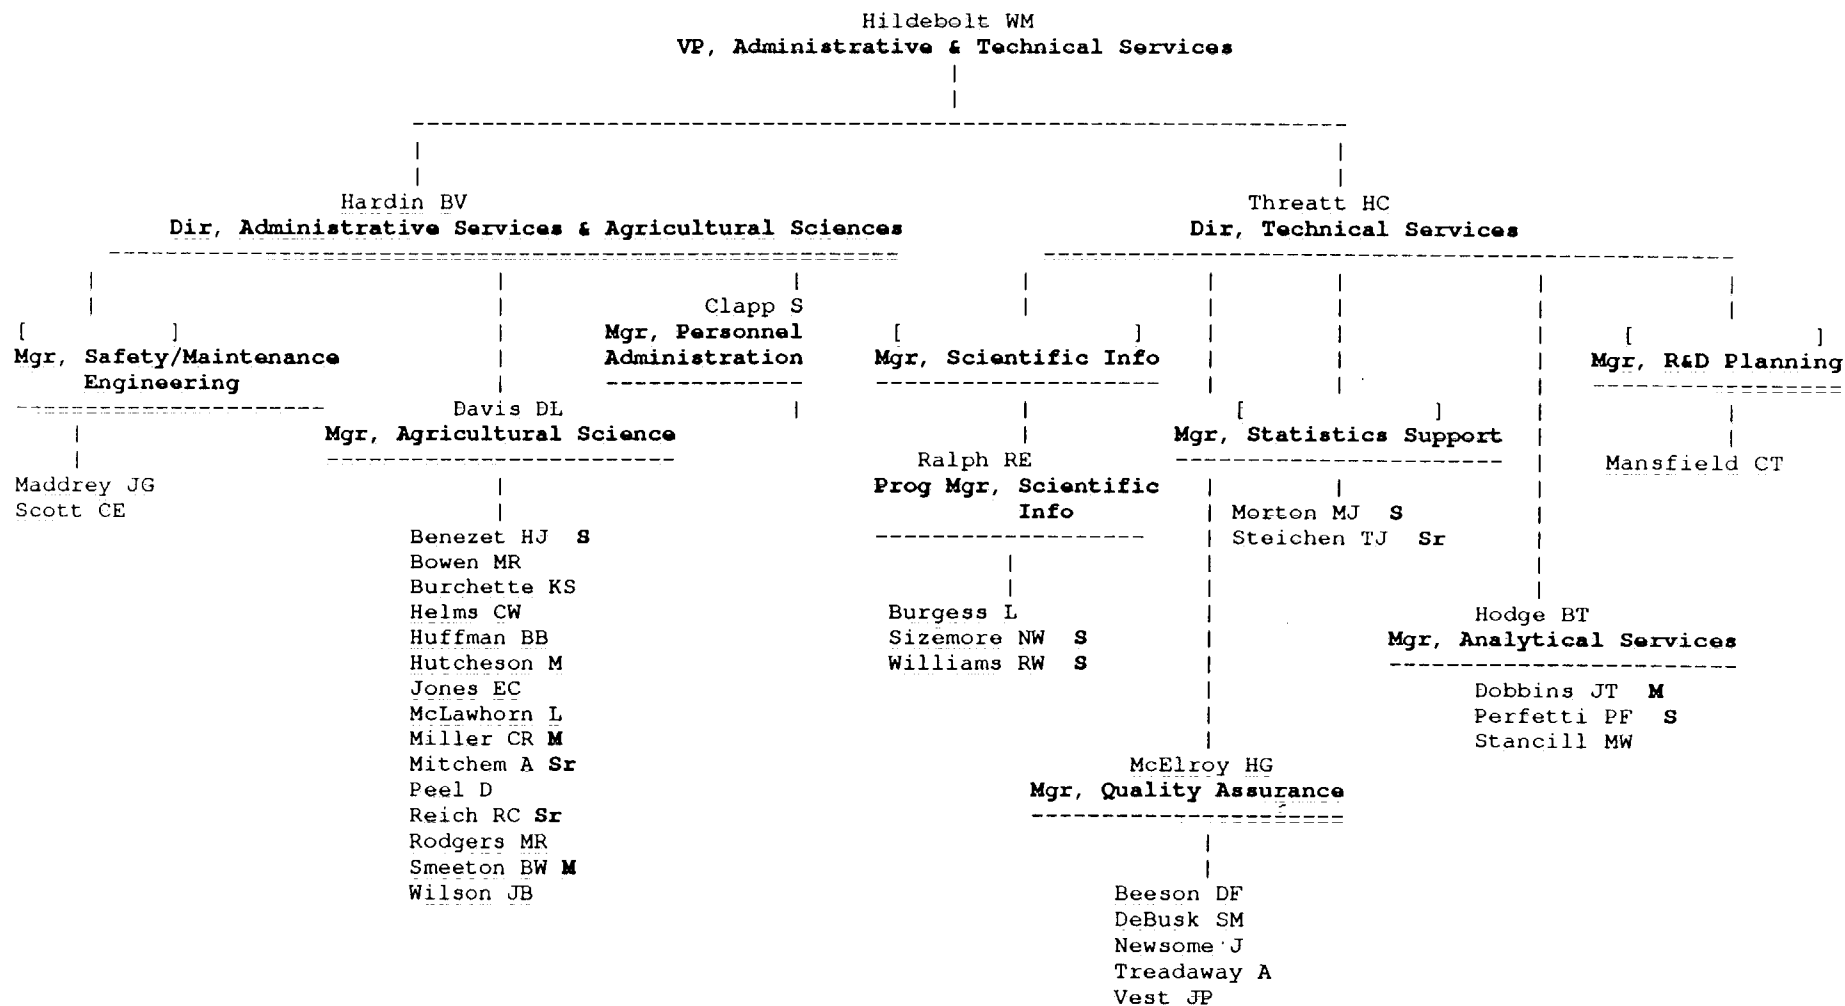 Hildebolt WM
VP, Administrative & Technical Services
Hardin BV
Dir, Administrative Services & Agricultural Sciences
Threatt HC
Dir, Technical Services
[ ]
Mgr, Safety/Maintenance
Engineering
Maddrey JG
Scott CE
Davis DL
Mgr, Agricultural Science
Benezet HJ S
Bowen MR
Burchette KS
Helms CW
Huffman BB
Hutcheson M
Jones EC
McLawhorn L
Miller CR M
Mitchem A Sr
Peel D
Reich RC Sr
Rodgers MR
Smeeton BW M
Wilson JB
Clapp S
Mgr, Personnel
Administration
[ ]
Mgr, Scientific Info
Ralph RE
Prog Mgr, Scientific
Info
Burgess L
Sizemore NW S
Williams RW S
McElroy HG
Mgr, Quality Assurance
Beeson DF
DeBusk SM
Newsome J
Treadaway A
Vest JP
[ ]
Mgr, Statistics Support
Morton MJ S
Steichen TJ Sr
Hodge BT
Mgr, Analytical Services
Dobbins JT M
Perfetti PF S
Stancill MW
[ ]
Mgr, R&D Planning
Mansfield CT